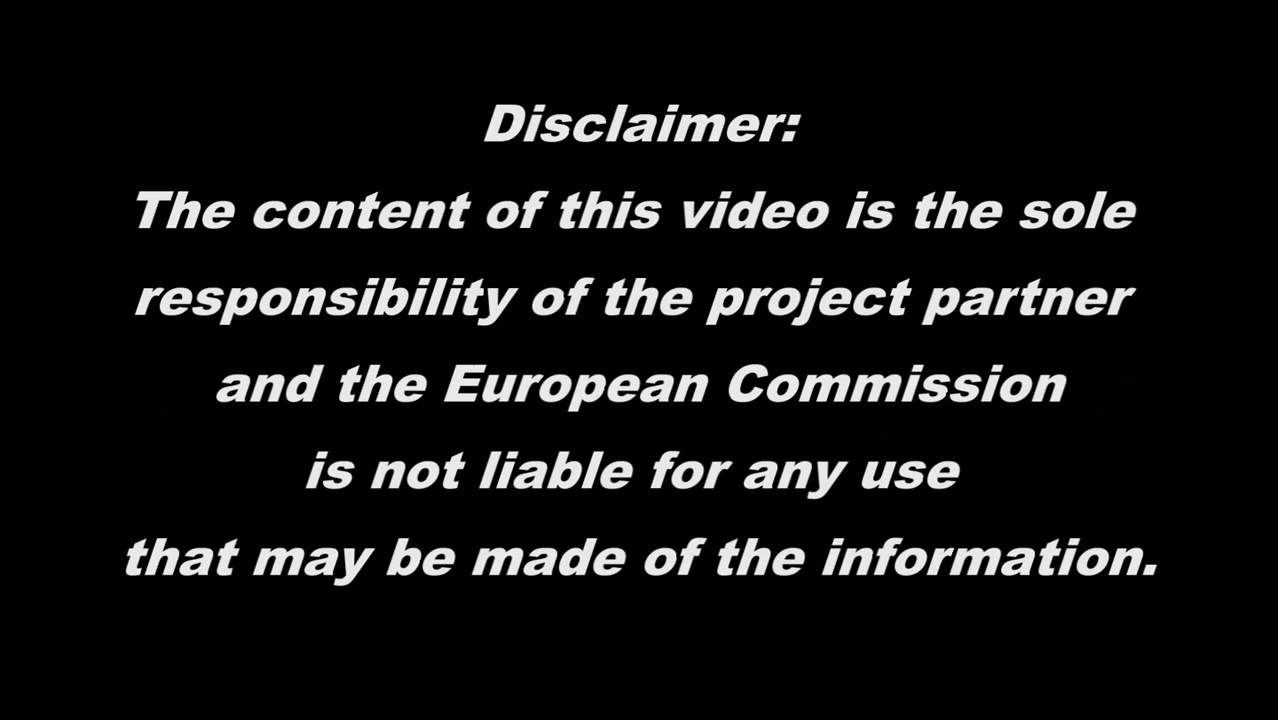 Disclaimer:
The content of this video is the sole
responsibility of the project partner
and the European Commission
is not liable for any use
that may be made of the information.